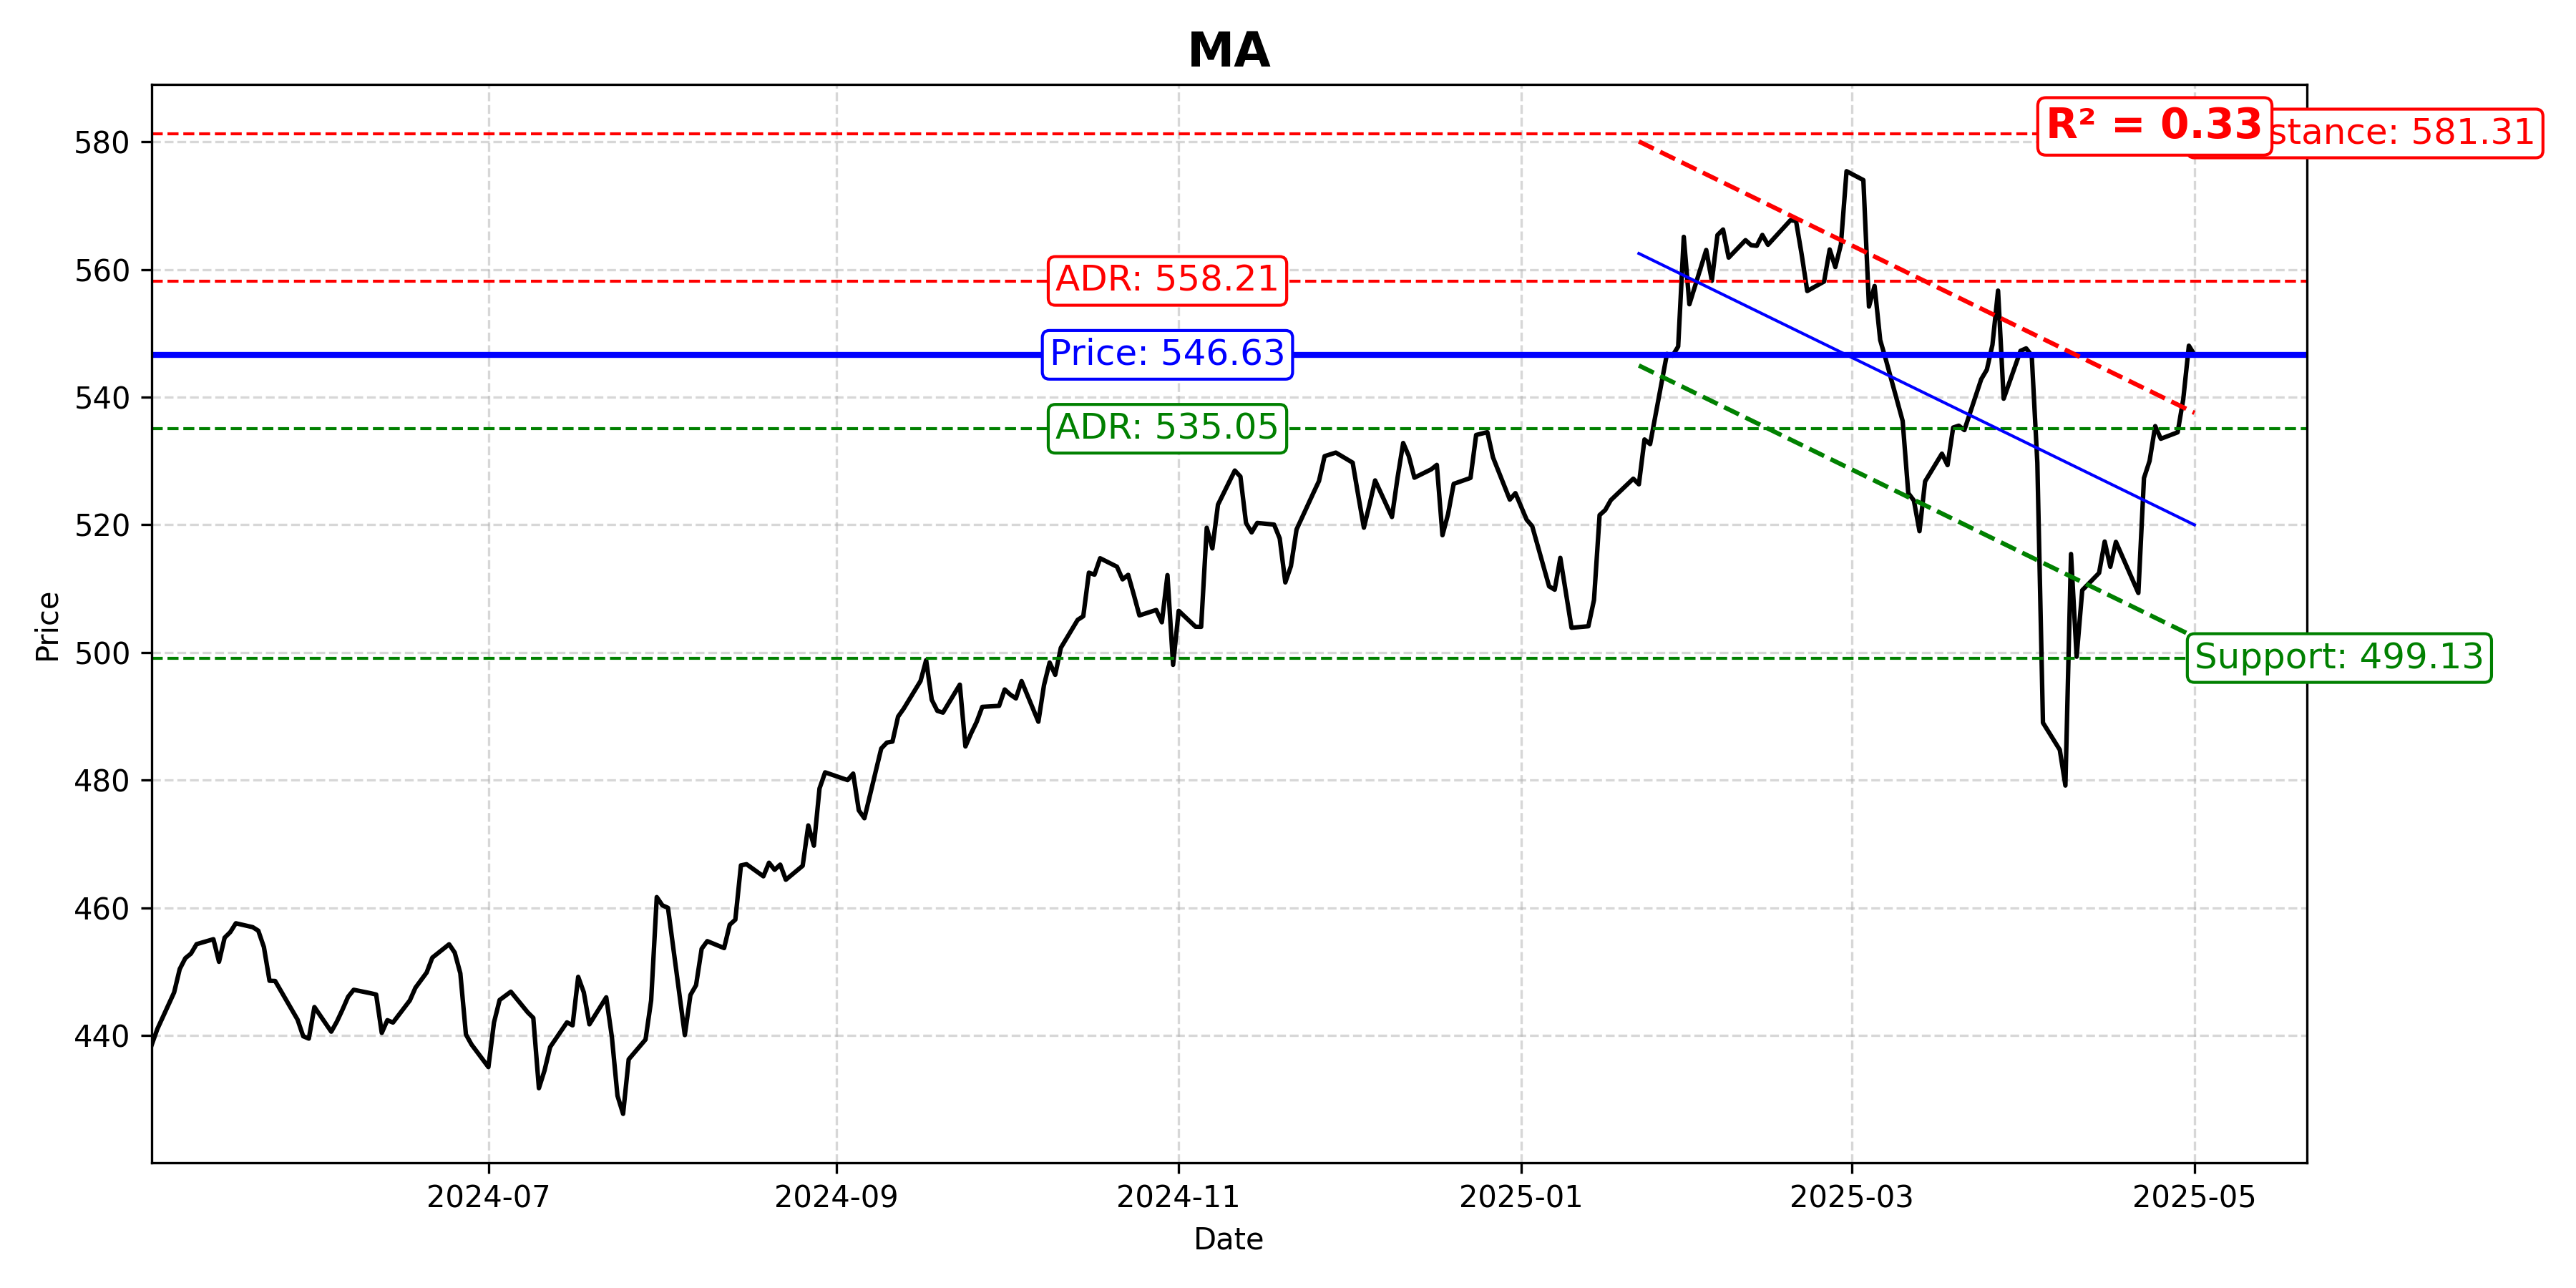 MA
R² = 0.33
stance: 581.31
580
560
540
520
500
480
460
440
Price
ADR: 558.21
Price: 546.63
ADR: 535.05
Support: 499.13
2024-07
2024-09
2024-11
2025-01
2025-03
2025-05
Date